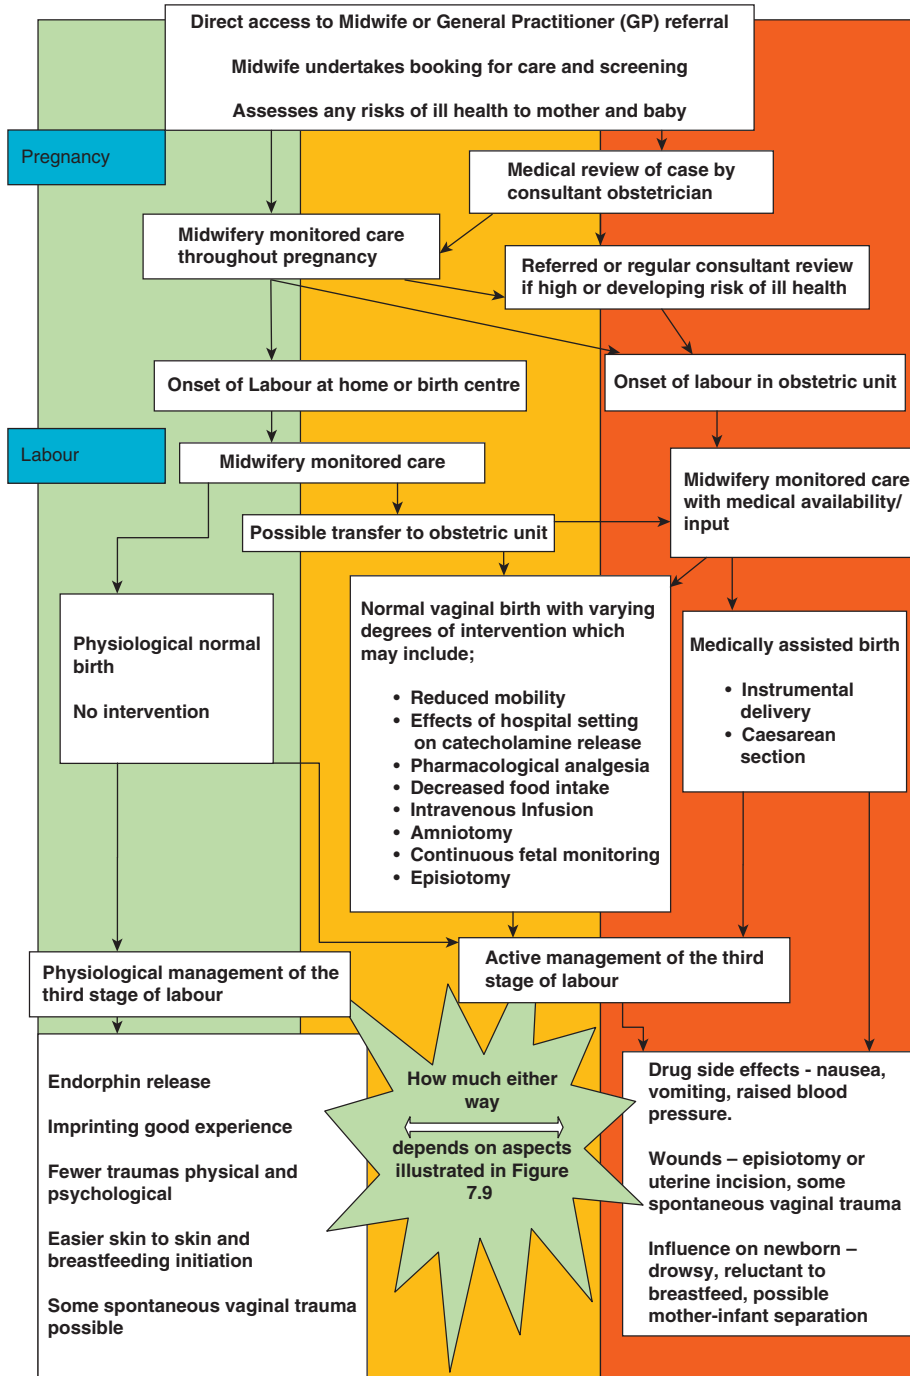 Direct access to Midwife or General Practitioner (GP) referral
Midwife undertakes booking for care and screening
Assesses any risks of ill health to mother and baby
Pregnancy
Medical review of case by
consultant obstetrician
Midwifery monitored care
throughout pregnancy
Referred or regular consultant review
if high or developing risk of ill health
Onset of Labour at home or birth centre
Onset of labour in obstetric unit
Labour
Midwifery monitored care
Midwifery monitored care
with medical availability/
input
Possible transfer to obstetric unit
Physiological normal
birth
No intervention
Normal vaginal birth with varying
degrees of intervention which
may include;
• Reduced mobility
• Effects of hospital setting
on catecholamine release
• Pharmacological analgesia
• Decreased food intake
• Intravenous Infusion
• Amniotomy
• Continuous fetal monitoring
• Episiotomy
Medically assisted birth
• Instrumental
delivery
• Caesarean
section
Physiological management of the
third stage of labour
Active management of the third
stage of labour
Endorphin release
Imprinting good experience
Fewer traumas physical and
psychological
Easier skin to skin and
breastfeeding initiation
Some spontaneous vaginal trauma
possible
How much either
way
depends on aspects
illustrated in Figure
7.9
Drug side effects - nausea,
vomiting, raised blood
pressure.
Wounds – episiotomy or
uterine incision, some
spontaneous vaginal trauma
Influence on newborn –
drowsy, reluctant to
breastfeed, possible
mother-infant separation